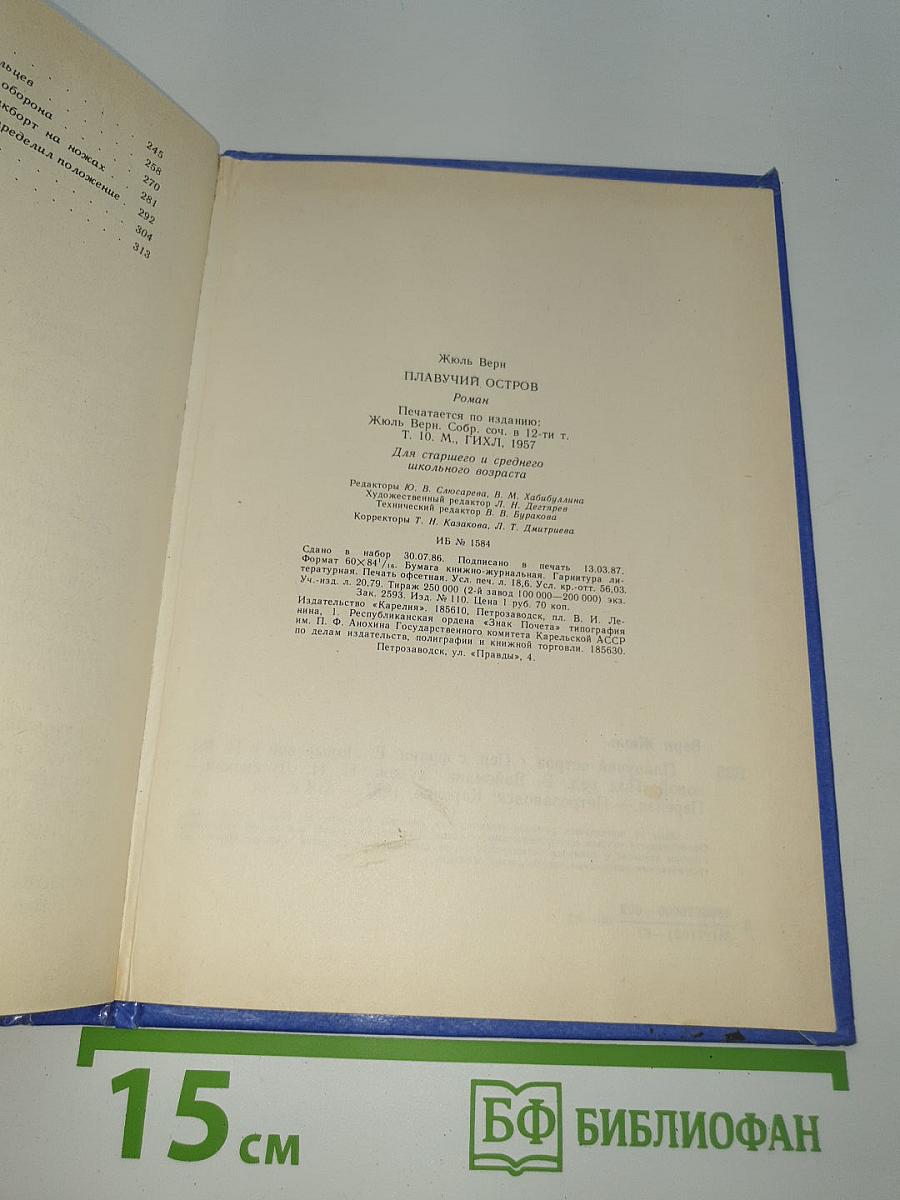 льцев
оборона
245
кборт на ножах
258
ределил положение
270
281
292
304
313
Жюль Верн
ПЛАВУЧИЙ ОСТРОВ
Роман
Печатается по изданию:
Жюль Верн. Собр. соч. в 12-ти т.
Т. 10. М., ГИХЛ, 1957
Для старшего и среднего
школьного возраста
Редакторы Ю. В. Слюсарева, В. М. Хабибуллина
Художественный редактор Л. Н. Дегтярев
Технический редактор В. В. Буракова
Корректоры Т. Н. Казакова, Л. Т. Дмитриева
ИБ № 1584
Сдано в набор 30.07.86. Подписано в печать 13.03.87.
Формат 60×84¹/₁₆. Бумага книжно-журнальная. Гарнитура ли-
тературная. Печать офсетная. Усл. печ. л. 18,6. Усл. кр.-отт. 56,03.
Уч.-изд. л. 20,79. Тираж 250 000 (2-й завод 100 000—200 000) экз.
Зак. 2593. Изд. № 110. Цена 1 руб. 70 коп.
Издательство «Карелия». 185610, Петрозаводск, пл. В. И. Ле-
нина, 1. Республиканская ордена «Знак Почета» типография
им. П. Ф. Анохина Государственного комитета Карельской АССР
по делам издательств, полиграфии и книжной торговли. 185630.
Петрозаводск, ул. «Правды», 4.
15 см
БФ БИБЛИОФАН